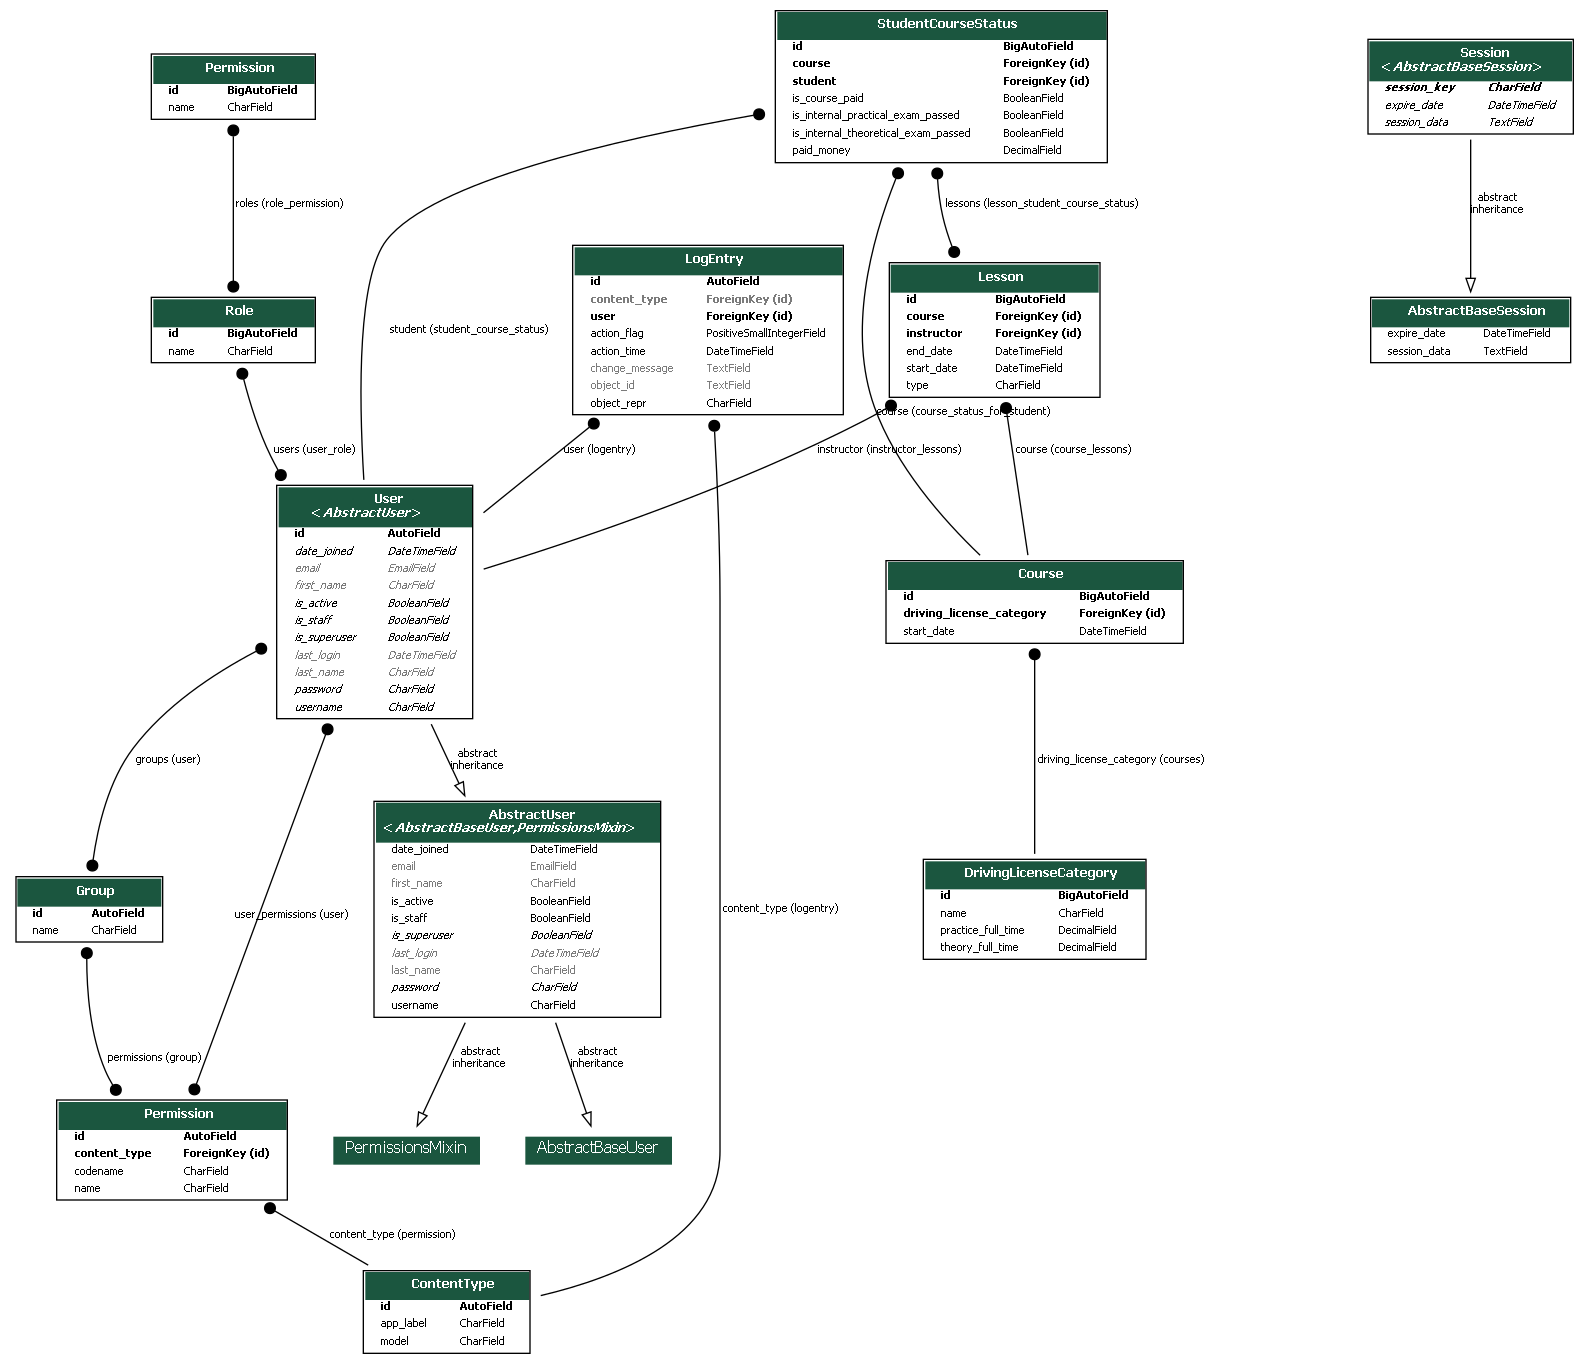 StudentCourseStatus
id BigAutoField
course ForeignKey (id)
student ForeignKey (id)
is_course_paid BooleanField
is_internal_practical_exam_passed BooleanField
is_internal_theoretical_exam_passed BooleanField
paid_money DecimalField
Session
<AbstractBaseSession>
session_key CharField
expire_date DateTimeField
session_data TextField
Permission
id BigAutoField
name CharField
roles (role_permission)
lessons (lesson_student_course_status)
abstract
inheritance
LogEntry
id AutoField
content_type ForeignKey (id)
user ForeignKey (id)
action_flag PositiveSmallIntegerField
action_time DateTimeField
change_message TextField
object_id TextField
object_repr CharField
Lesson
id BigAutoField
course ForeignKey (id)
instructor ForeignKey (id)
end_date DateTimeField
start_date DateTimeField
type CharField
Role
id BigAutoField
name CharField
AbstractBaseSession
expire_date DateTimeField
session_data TextField
student (student_course_status)
course (course_status_for_student)
users (user_role)
user (logentry)
instructor (instructor_lessons)
course (course_lessons)
User
<AbstractUser>
id AutoField
date_joined DateTimeField
email EmailField
first_name CharField
is_active BooleanField
is_staff BooleanField
is_superuser BooleanField
last_login DateTimeField
last_name CharField
password CharField
username CharField
Course
id BigAutoField
driving_license_category ForeignKey (id)
start_date DateTimeField
groups (user)
abstract
inheritance
driving_license_category (courses)
AbstractUser
<AbstractBaseUser,PermissionsMixin>
date_joined DateTimeField
email EmailField
first_name CharField
is_active BooleanField
is_staff BooleanField
is_superuser BooleanField
last_login DateTimeField
last_name CharField
password CharField
username CharField
DrivingLicenseCategory
id BigAutoField
name CharField
practice_full_time DecimalField
theory_full_time DecimalField
Group
id AutoField
name CharField
user_permissions (user)
content_type (logentry)
permissions (group)
abstract
inheritance
abstract
inheritance
Permission
id AutoField
content_type ForeignKey (id)
codename CharField
name CharField
PermissionsMixin
AbstractBaseUser
content_type (permission)
ContentType
id AutoField
app_label CharField
model CharField